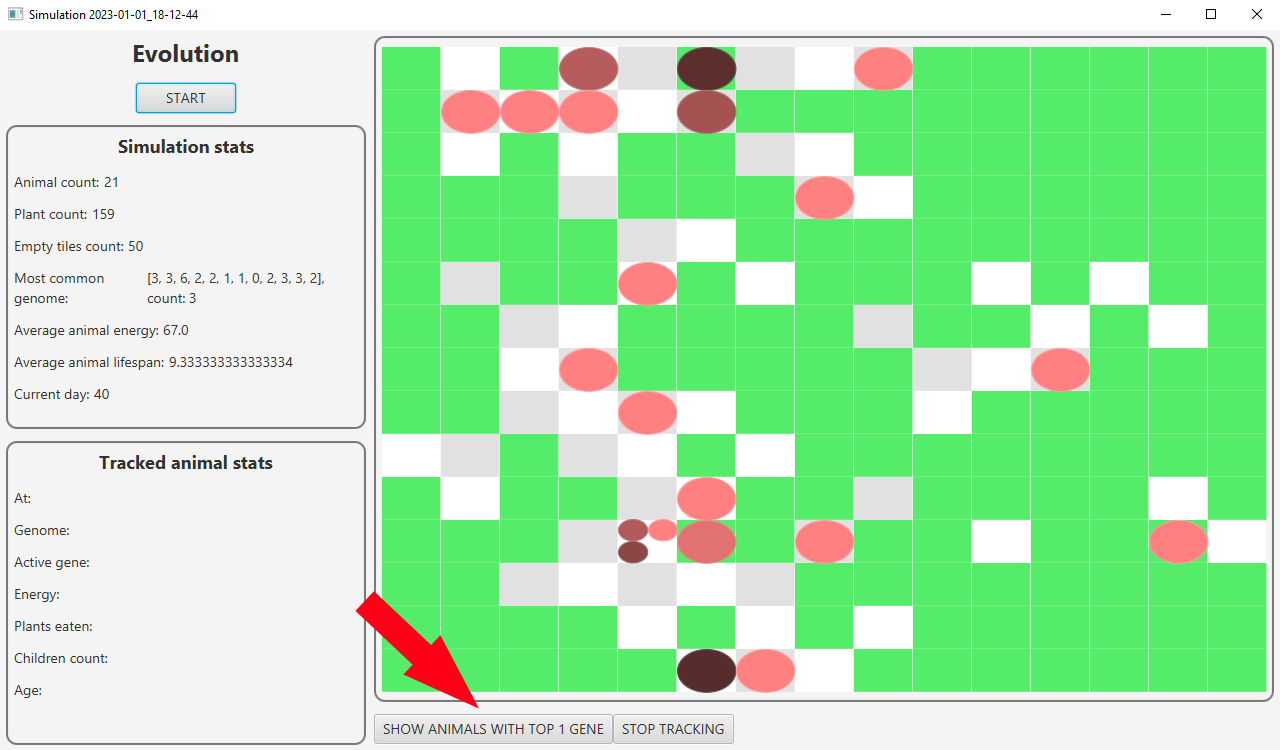 Simulation 2023-01-01_18-12-44
Evolution
START
Simulation stats
Animal count: 21
Plant count: 159
Empty tiles count: 50
Most common genome:
[3, 3, 6, 2, 2, 1, 1, 0, 2, 3, 3, 2], count: 3
Average animal energy: 67.0
Average animal lifespan: 9.333333333333334
Current day: 40
Tracked animal stats
At:
Genome:
Active gene:
Energy:
Plants eaten:
Children count:
Age:
SHOW ANIMALS WITH TOP 1 GENE
STOP TRACKING